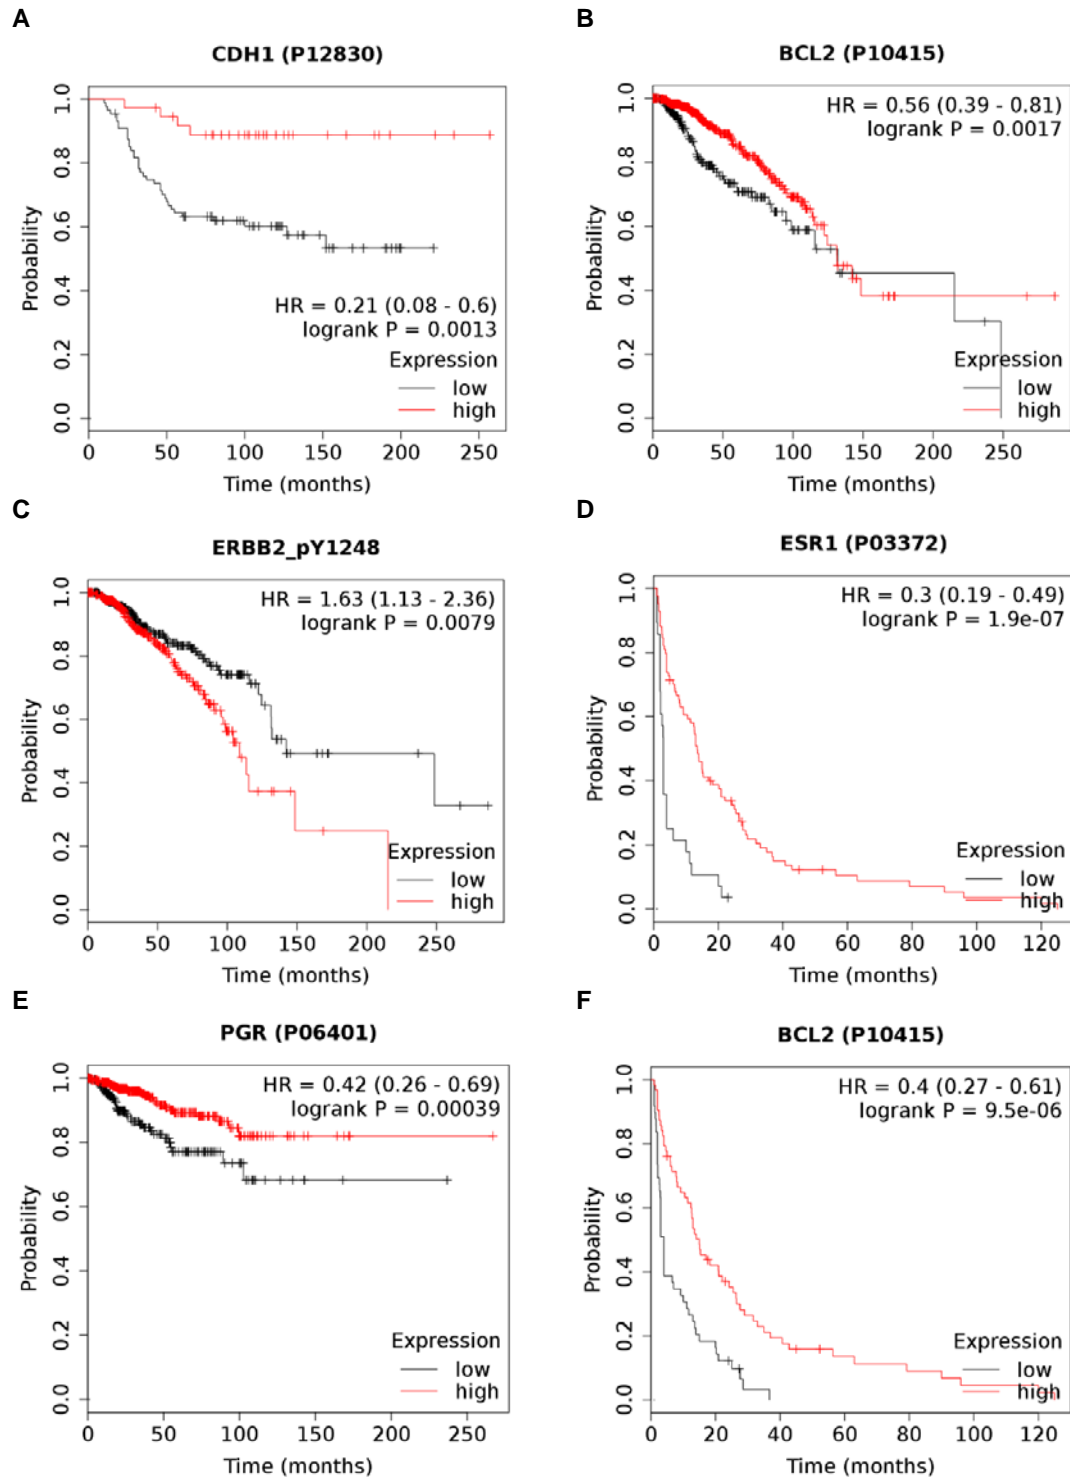 A
CDH1 (P12830)
Probability
1.0
0.8
0.6
0.4
0.2
0.0
HR = 0.21 (0.08 - 0.6)
logrank P = 0.0013
Expression
low
high
0 50 100 150 200 250
Time (months)
B
BCL2 (P10415)
Probability
1.0
0.8
0.6
0.4
0.2
0.0
HR = 0.56 (0.39 - 0.81)
logrank P = 0.0017
Expression
low
high
0 50 100 150 200 250
Time (months)
C
ERBB2_pY1248
Probability
1.0
0.8
0.6
0.4
0.2
0.0
HR = 1.63 (1.13 - 2.36)
logrank P = 0.0079
Expression
low
high
0 50 100 150 200 250
Time (months)
D
ESR1 (P03372)
Probability
1.0
0.8
0.6
0.4
0.2
0.0
HR = 0.3 (0.19 - 0.49)
logrank P = 1.9e-07
Expression
low
high
0 20 40 60 80 100 120
Time (months)
E
PGR (P06401)
Probability
1.0
0.8
0.6
0.4
0.2
0.0
HR = 0.42 (0.26 - 0.69)
logrank P = 0.00039
Expression
low
high
0 50 100 150 200 250
Time (months)
F
BCL2 (P10415)
Probability
1.0
0.8
0.6
0.4
0.2
0.0
HR = 0.4 (0.27 - 0.61)
logrank P = 9.5e-06
Expression
low
high
0 20 40 60 80 100 120
Time (months)